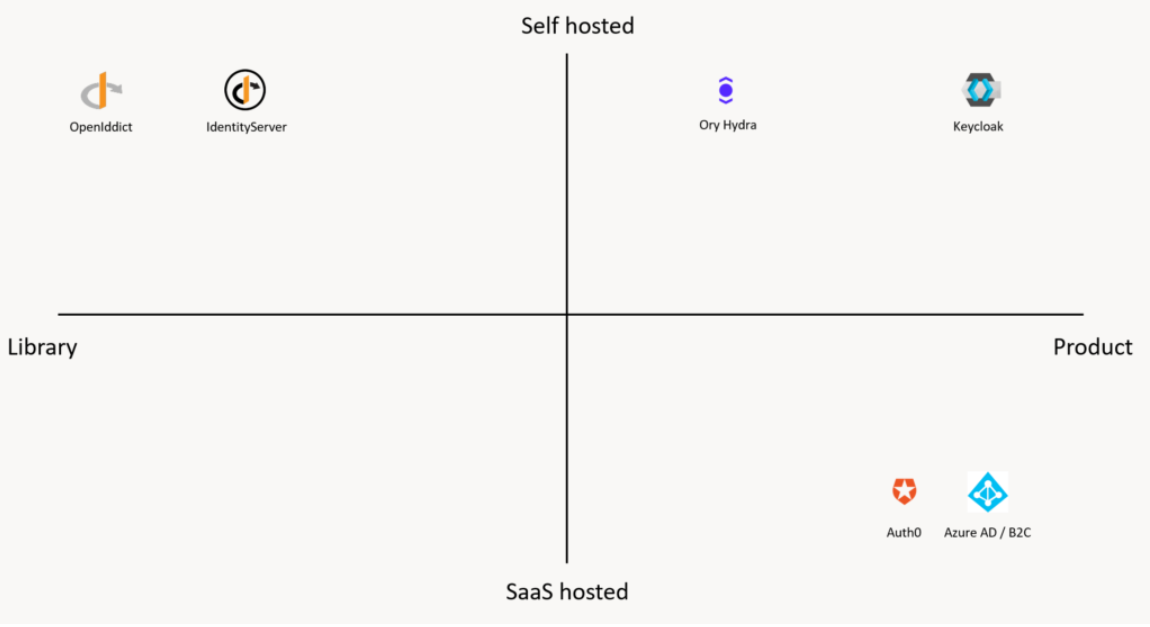 Self hosted
OpenIddict
IdentityServer
Ory Hydra
Keycloak
Library
Product
Auth0
Azure AD / B2C
SaaS hosted